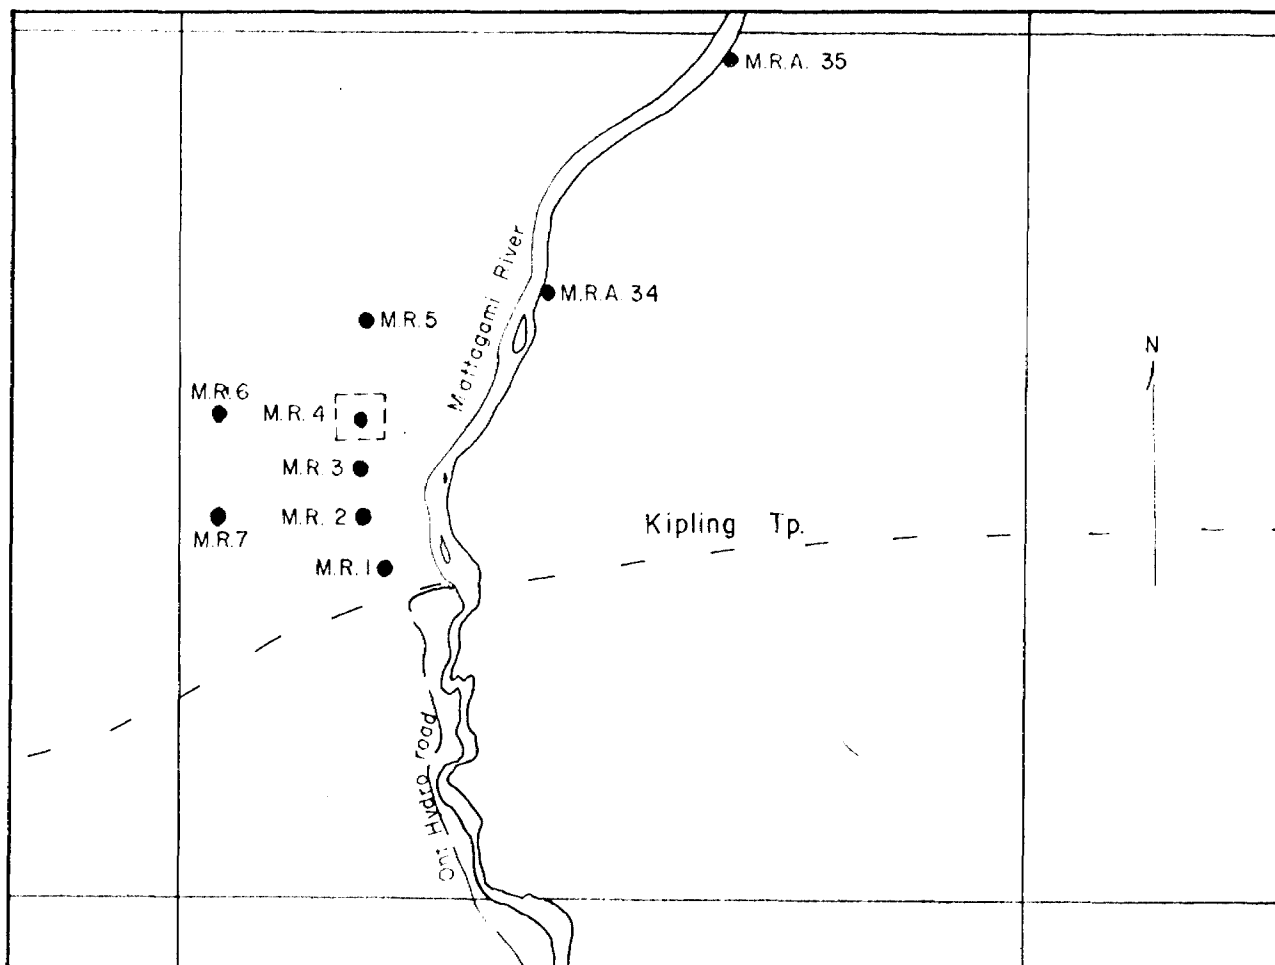 M.R.A. 35
Mattagami River
M.R.A. 34
M.R.5
N
M.R.6
M.R. 4
M.R. 3
M.R. 2
Kipling Tp.
M.R.7
M.R.1
Ont Hydro road